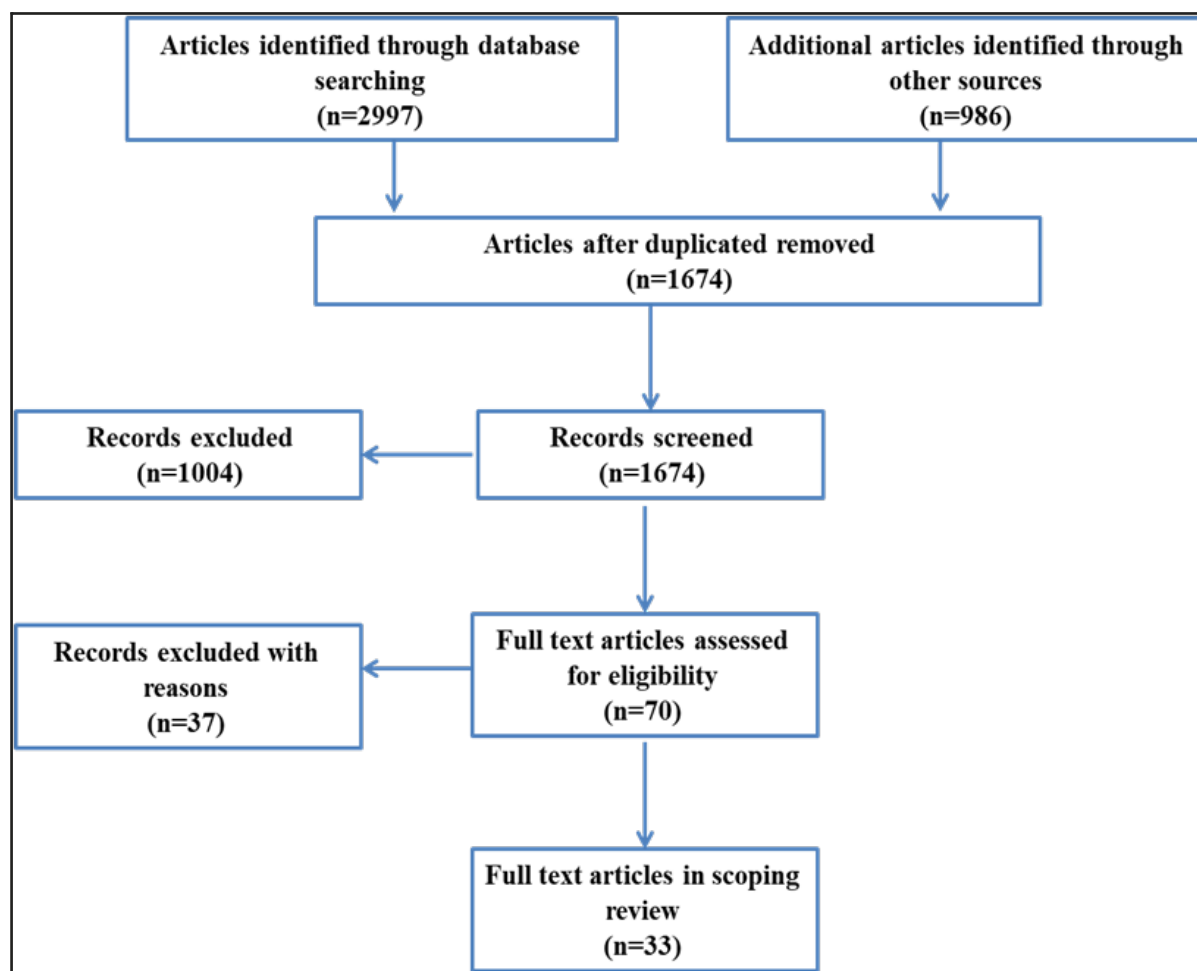 Articles identified through database
searching
(n=2997)
Additional articles identified through
other sources
(n=986)
Articles after duplicated removed
(n=1674)
Records excluded
(n=1004)
Records screened
(n=1674)
Records excluded with
reasons
(n=37)
Full text articles assessed
for eligibility
(n=70)
Full text articles in scoping
review
(n=33)